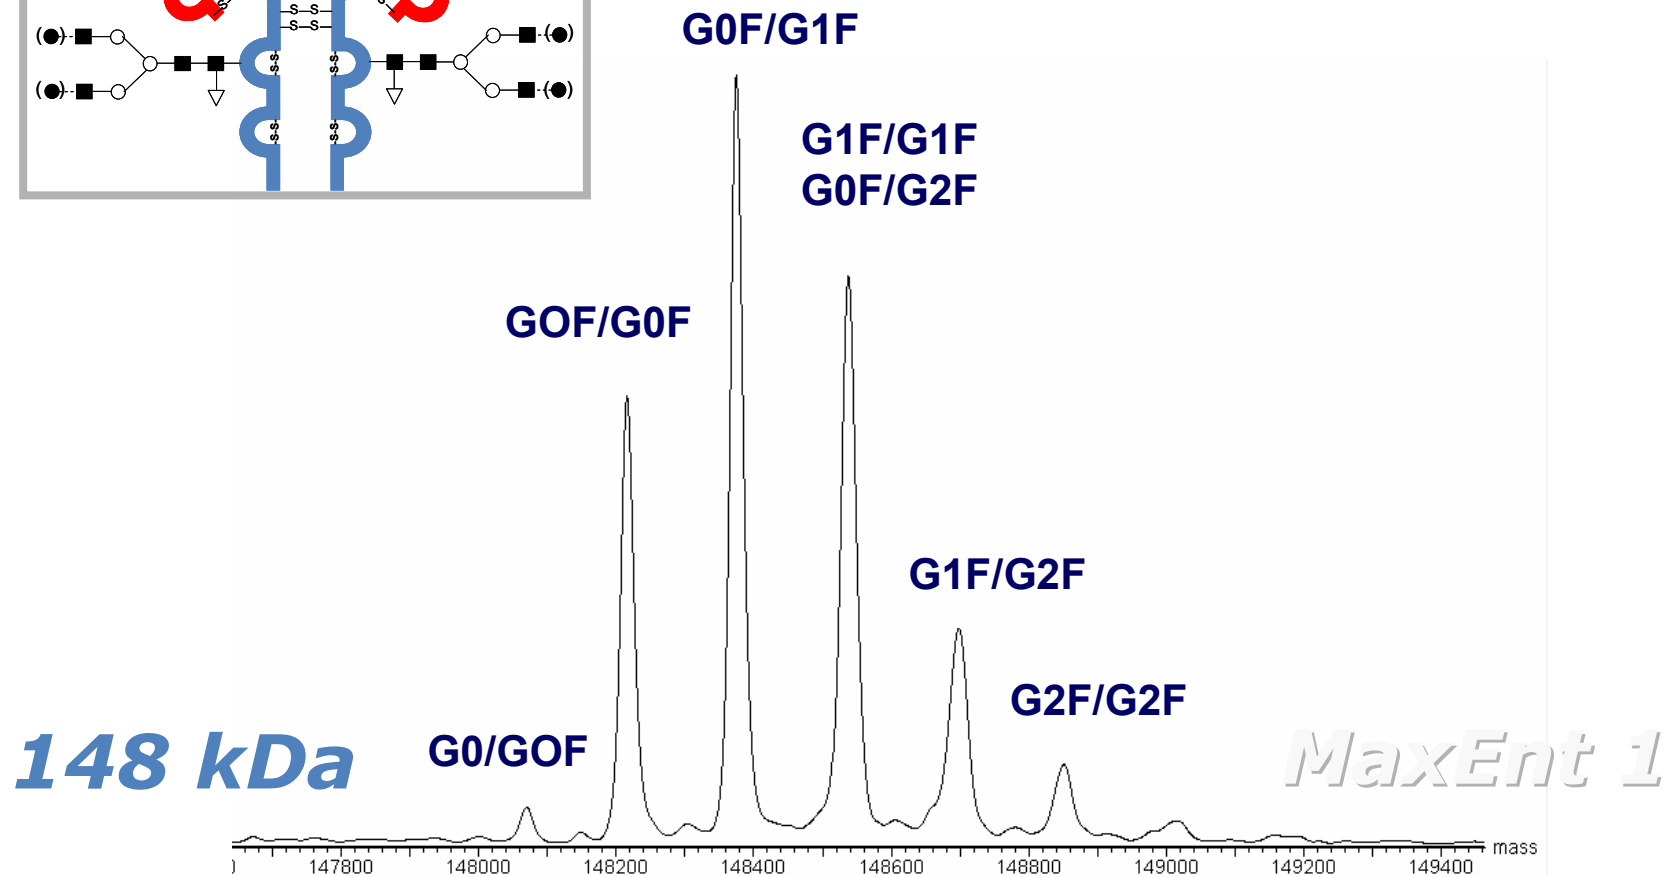 G0F/G1F
-S-S-
-S-S-
S-S
S-S
G1F/G1F
G0F/G2F
S-S
S-S
GOF/G0F
G1F/G2F
G2F/G2F
G0/GOF
148 kDa
MaxEnt 1
mass
147800 148000 148200 148400 148600 148800 149000 149200 149400